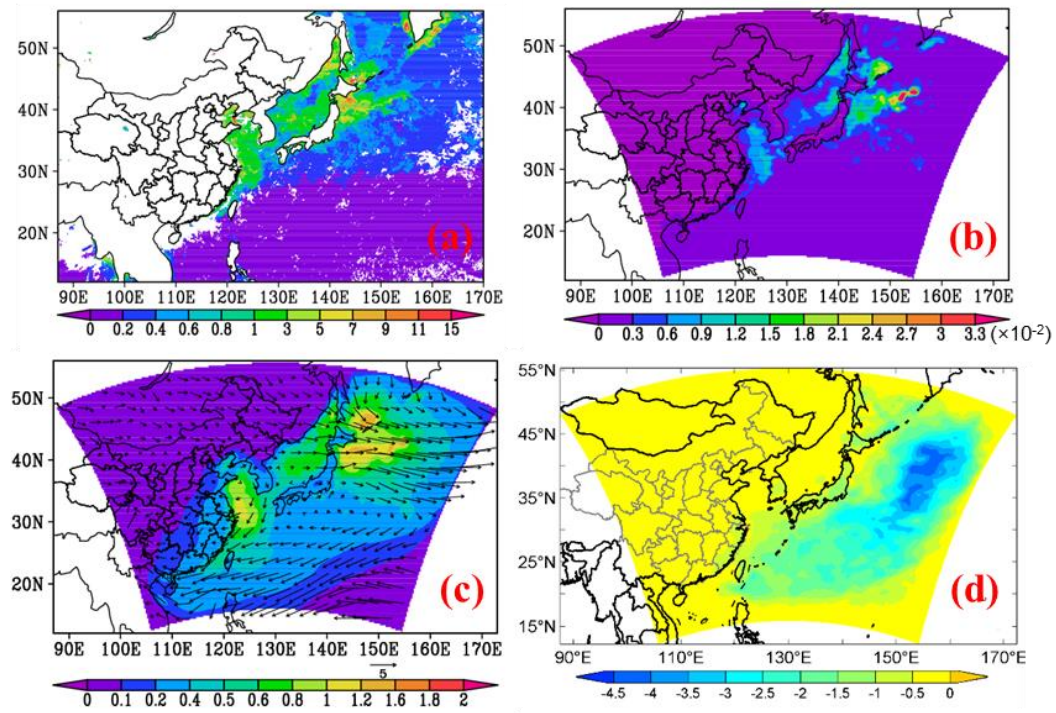 50N
40N
30N
20N
(a)
90E 100E 110E 120E 130E 140E 150E 160E 170E
0 0.2 0.4 0.6 0.8 1 3 5 7 9 11 15
50N
40N
30N
20N
(b)
90E 100E 110E 120E 130E 140E 150E 160E 170E
0 0.3 0.6 0.9 1.2 1.5 1.8 2.1 2.4 2.7 3 3.3 (×10-2)
50N
40N
30N
20N
(c)
90E 100E 110E 120E 130E 140E 150E 160E 170E
5
0 0.1 0.2 0.4 0.6 0.8 1 1.2 1.4 1.6 1.8 2
55°N
45°N
35°N
25°N
15°N
(d)
90°E 110°E 130°E 150°E 170°E
-4.5 -4 -3.5 -3 -2.5 -2 -1.5 -1 -0.5 0